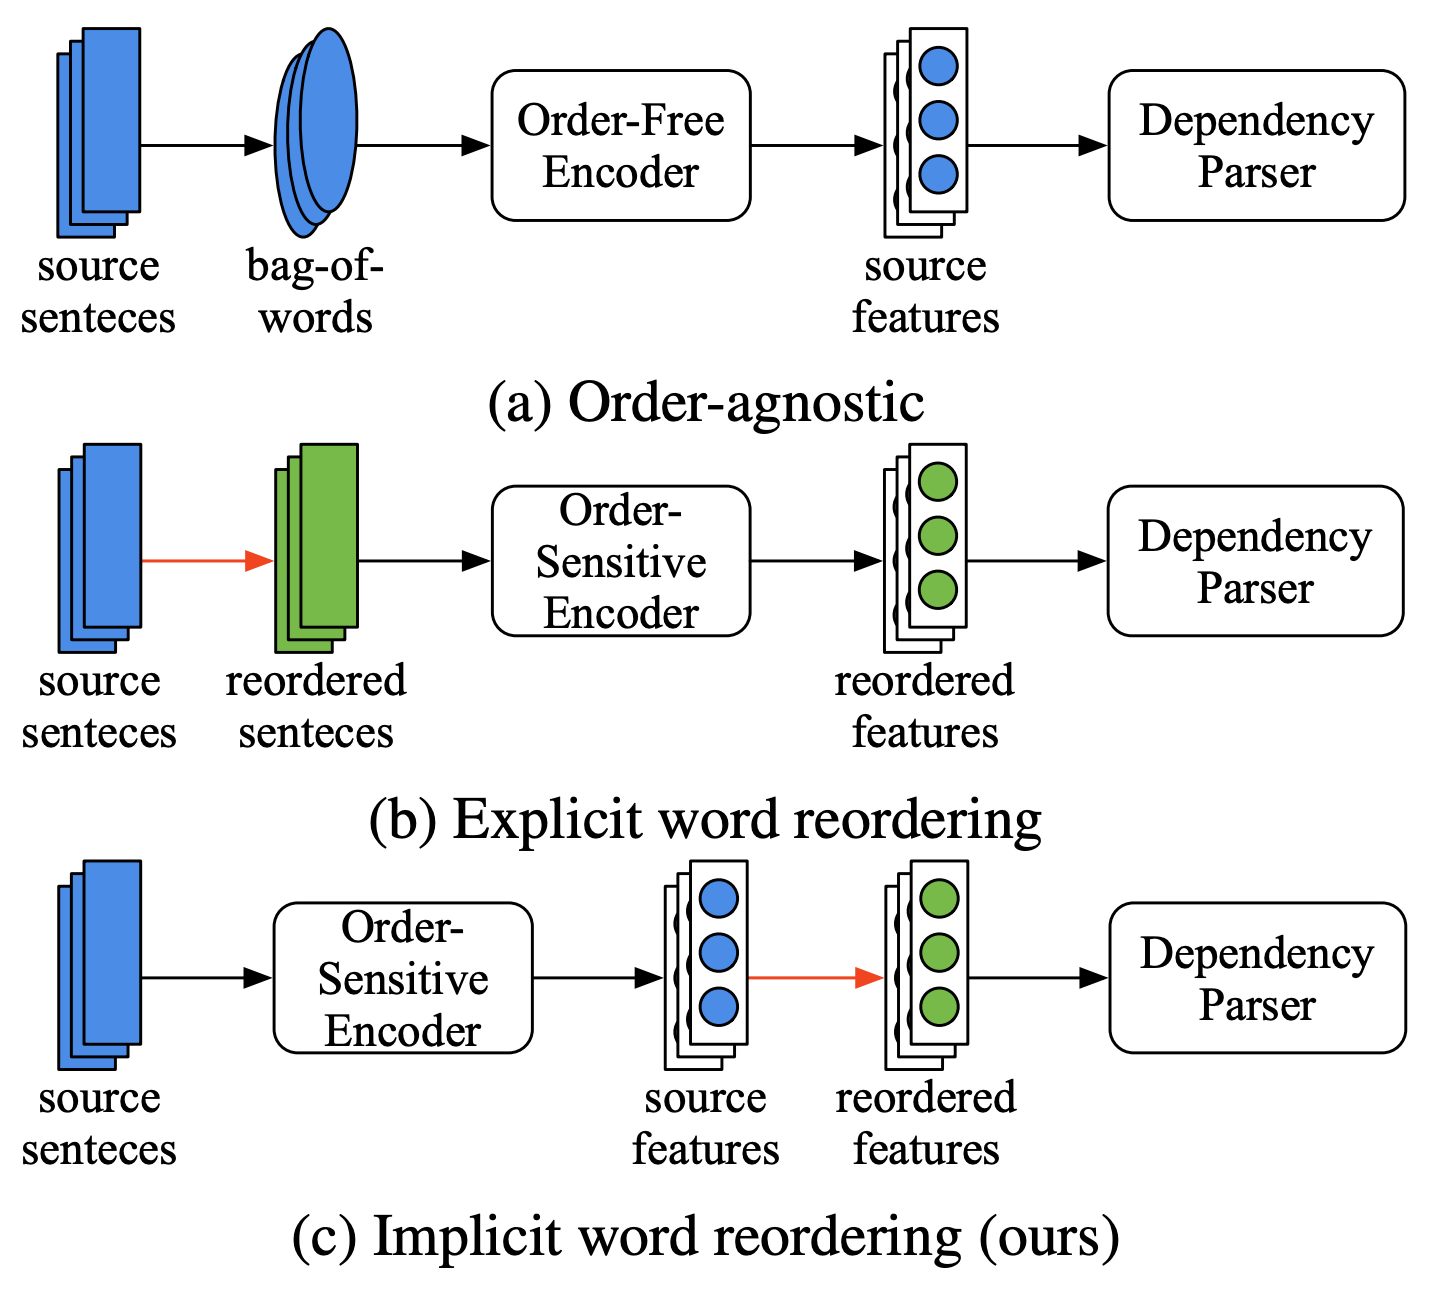 Order-Free
Encoder
Dependency
Parser
source
senteces
bag-of-
words
source
features
(a) Order-agnostic
Order-
Sensitive
Encoder
Dependency
Parser
source
senteces
reordered
senteces
reordered
features
(b) Explicit word reordering
Order-
Sensitive
Encoder
Dependency
Parser
source
senteces
source
features
reordered
features
(c) Implicit word reordering (ours)